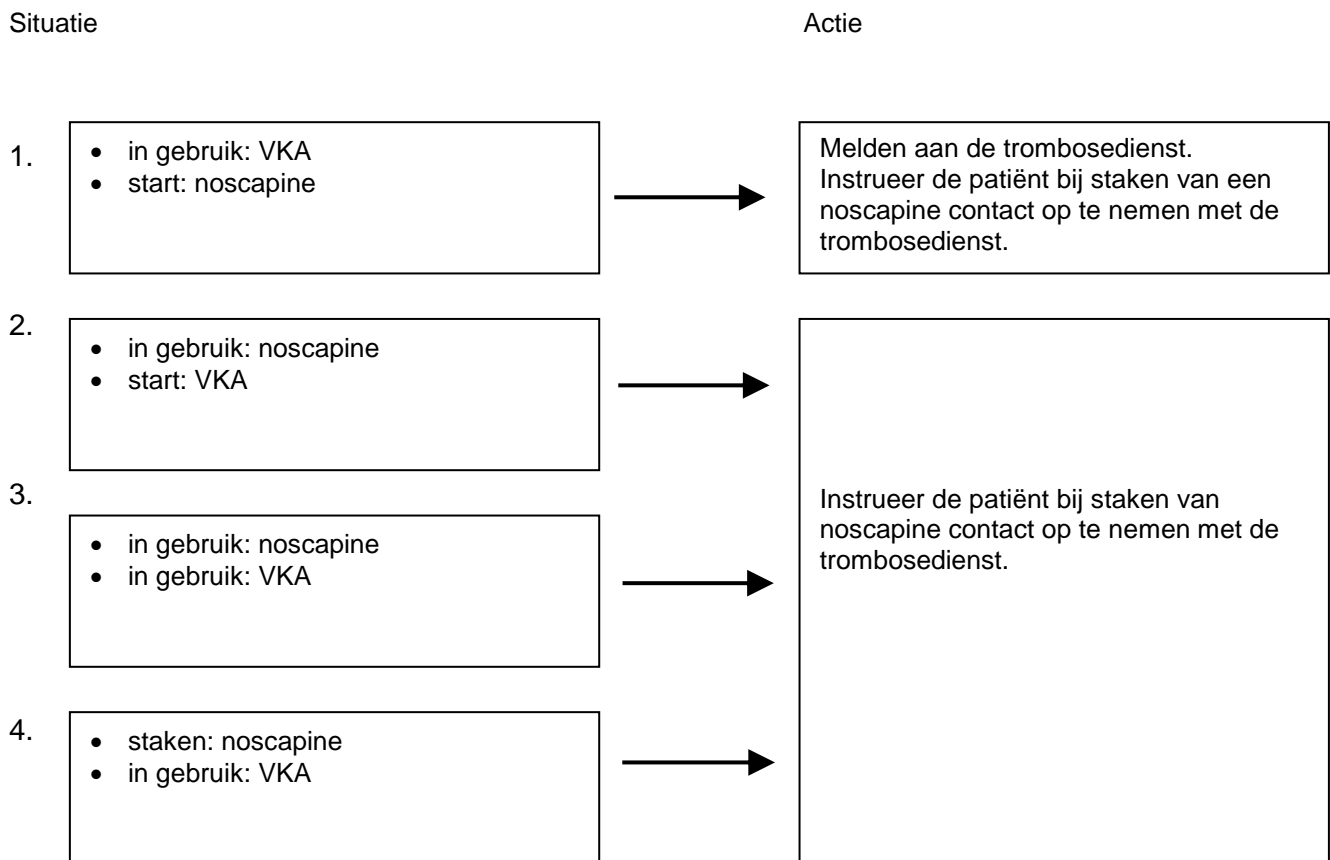 Situatie
Actie
1.
• in gebruik: VKA
• start: noscapine
Melden aan de trombosedienst.
Instrueer de patiënt bij staken van een
noscapine contact op te nemen met de
trombosedienst.
2.
• in gebruik: noscapine
• start: VKA
3.
• in gebruik: noscapine
• in gebruik: VKA
Instrueer de patiënt bij staken van
noscapine contact op te nemen met de
trombosedienst.
4.
• staken: noscapine
• in gebruik: VKA